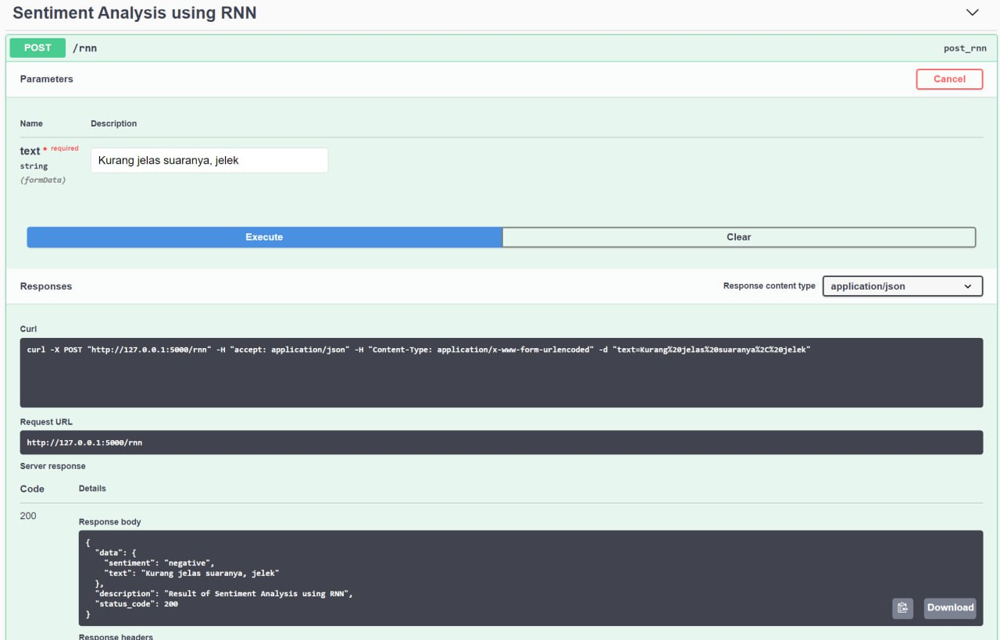 Sentiment Analysis using RNN
POST /rnn post_rnn
Parameters Cancel
Name Description
text * required
string
(formData)
Kurang jelas suaranya, jelek
Execute Clear
Responses Response content type application/json
Curl
curl -X POST "http://127.0.0.1:5000/rnn" -H "accept: application/json" -H "Content-Type: application/x-www-form-urlencoded" -d "text=Kurang%20jelas%20suaranya%2C%20jelek"
Request URL
http://127.0.0.1:5000/rnn
Server response
Code Details
200
Response body
{
  "data": {
    "sentiment": "negative",
    "text": "Kurang jelas suaranya, jelek"
  },
  "description": "Result of Sentiment Analysis using RNN",
  "status_code": 200
}
Download
Response headers